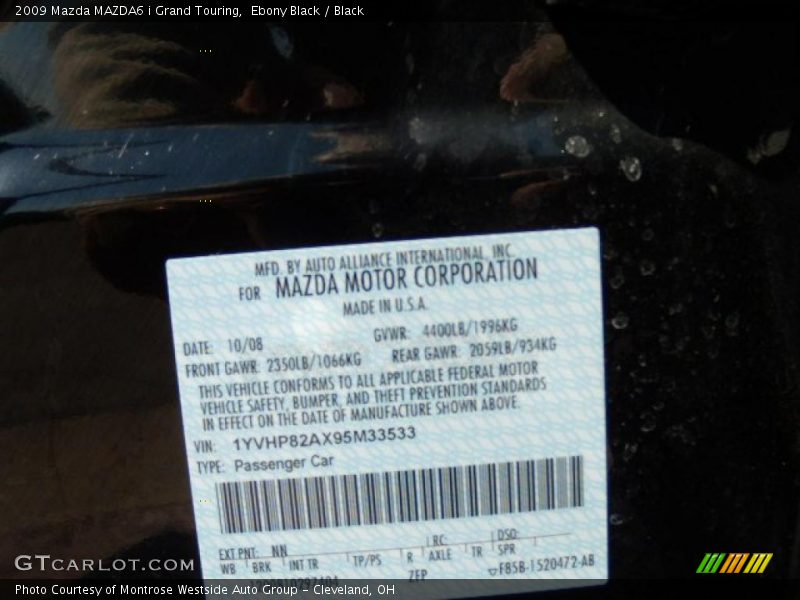 2009 Mazda MAZDA6 i Grand Touring, Ebony Black / Black
MFD. BY AUTO ALLIANCE INTERNATIONAL, INC.
FOR MAZDA MOTOR CORPORATION
MADE IN U.S.A.
DATE: 10/08 GVWR: 4400LB/1996KG
FRONT GAWR: 2350LB/1066KG REAR GAWR: 2059LB/934KG
THIS VEHICLE CONFORMS TO ALL APPLICABLE FEDERAL MOTOR
VEHICLE SAFETY, BUMPER, AND THEFT PREVENTION STANDARDS
IN EFFECT ON THE DATE OF MANUFACTURE SHOWN ABOVE.
VIN: 1YVHP82AX95M33533
TYPE: Passenger Car
EXT PNT: NN LRC: DSO:
WB BRK INT TR TP/PS R AXLE TR SPR
ZEP F85B-1520472-AB
GTCARLOT.COM
Photo Courtesy of Montrose Westside Auto Group - Cleveland, OH